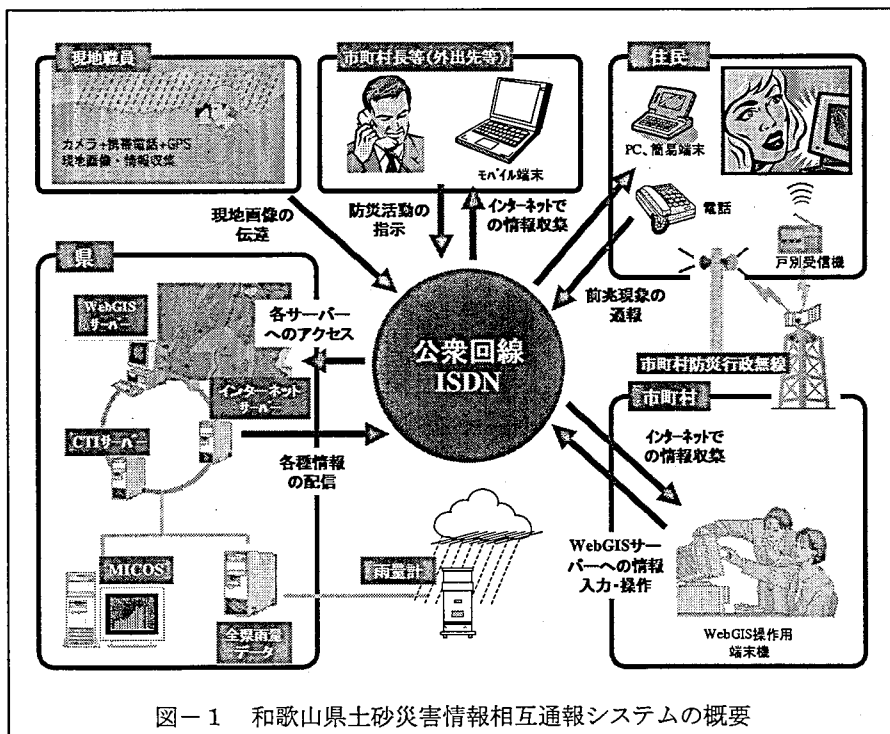 現地職員
カメラ+携帯電話+GPS
現地画像・情報収集
市町村長等(外出先等)
モバイル端末
住民
PC、簡易端末
電話
戸別受信機
現地画像の
伝達
防災活動の
指示
インターネットで
の情報収集
前兆現象の
通報
県
WebGIS
サーバー
各サーバー
へのアクセス
公衆回線
ISDN
インターネット
サーバー
CTIサーバー
各種情報
の配信
市町村防災行政無線
市町村
インターネットで
の情報収集
WebGISサー
バーへの情報
入力・操作
WebGIS操作用
端末機
MICOS
全県雨量
データ
雨量計
図-1 和歌山県土砂災害情報相互通報システムの概要